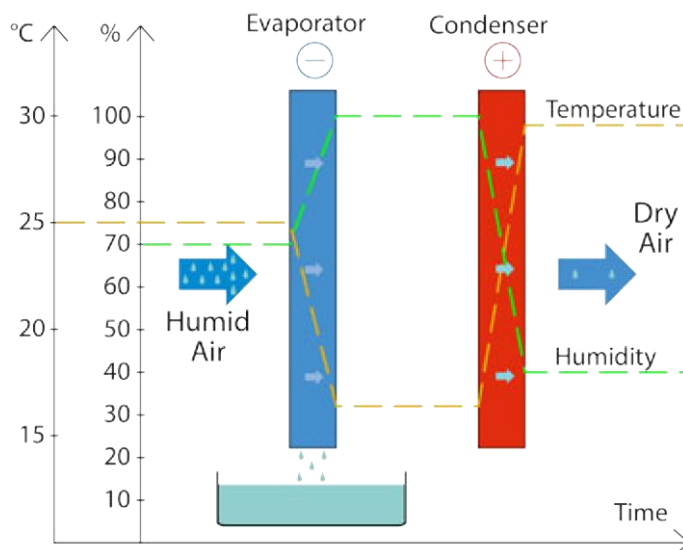 Evaporator
Condenser
°C
%
−
+
30
25
20
15
100
90
80
70
60
50
40
30
20
10
Temperature
Humid
Air
Dry
Air
Humidity
Time